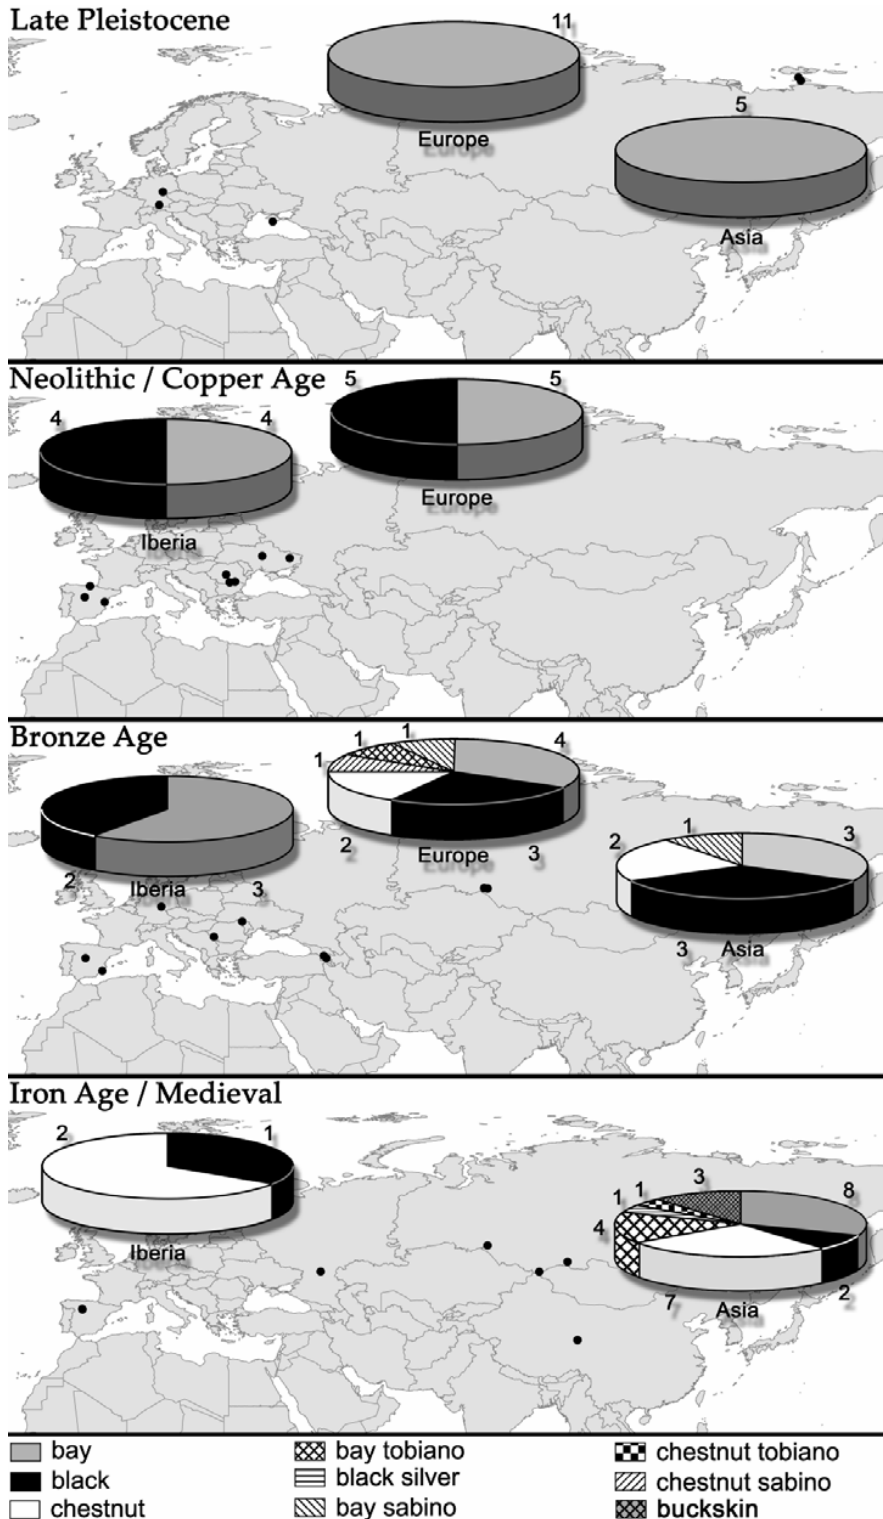 Late Pleistocene
11
Europe
5
Asia
Neolithic / Copper Age
4
4
Iberia
5
5
Europe
Bronze Age
2
Iberia
3
1
1
1
4
2
Europe
3
2
1
3
3
Asia
Iron Age / Medieval
2
1
Iberia
4
1
1
3
8
7
Asia
2
bay
black
chestnut
bay tobiano
black silver
bay sabino
chestnut tobiano
chestnut sabino
buckskin